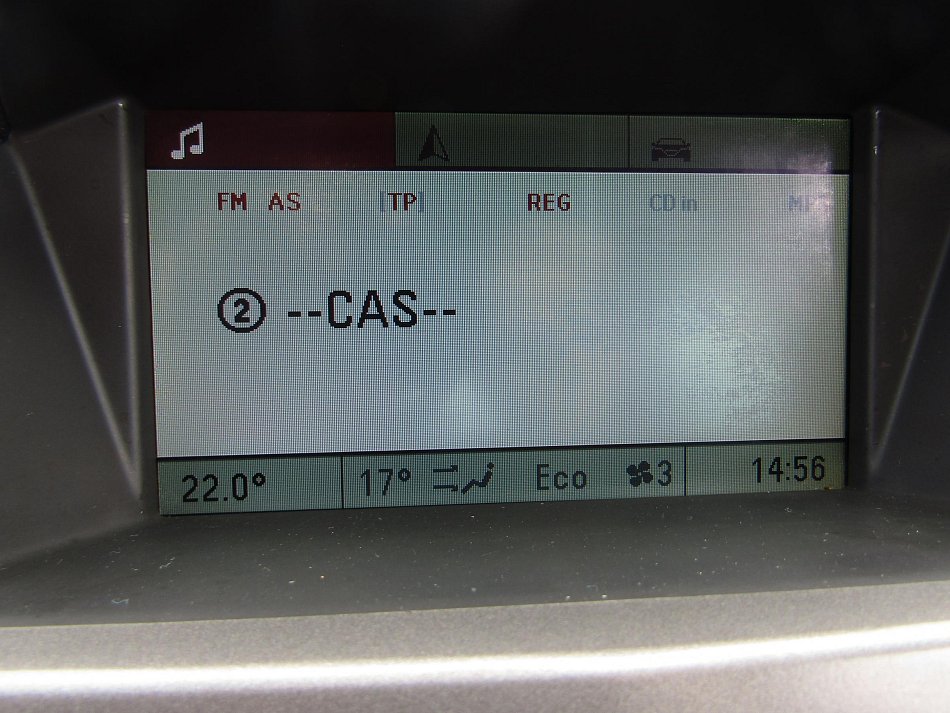 FM AS [TP] REG CD in
② --CAS--
22.0° 17° Eco 3 14:56